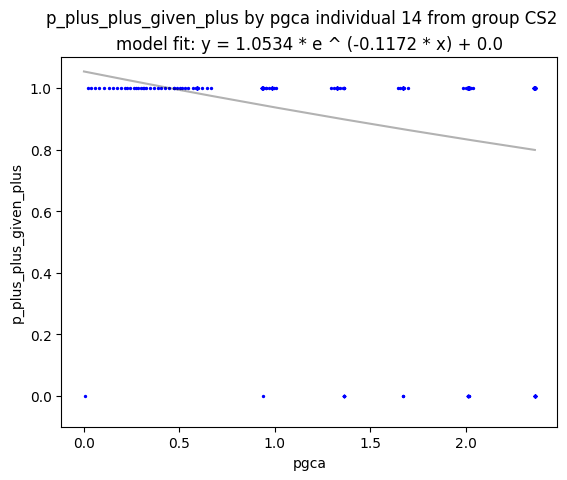 p_plus_plus_given_plus by pgca individual 14 from group CS2
model fit: y = 1.0534 * e ^ (-0.1172 * x) + 0.0
p_plus_plus_given_plus
1.0
0.8
0.6
0.4
0.2
0.0
0.0 0.5 1.0 1.5 2.0
pgca